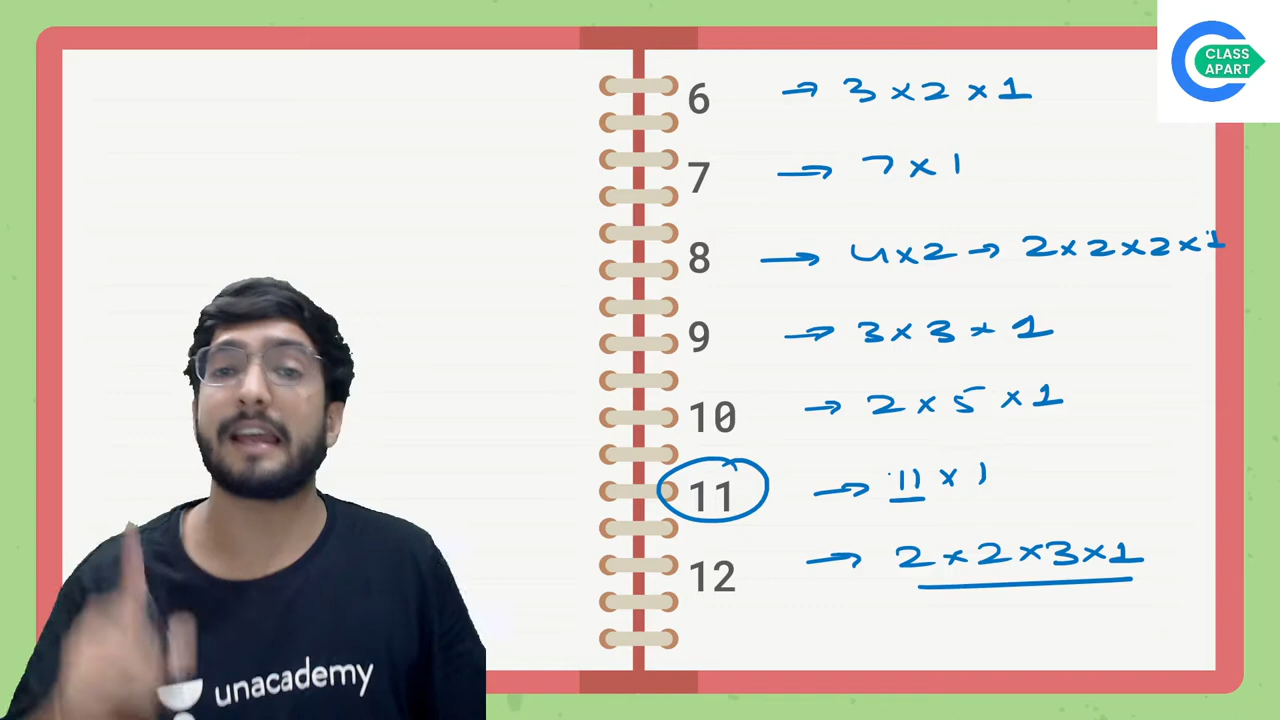 CLASS
APART
6 → 3 × 2 × 1
7 → 7 × 1
8 → 4 × 2 → 2 × 2 × 2 × 1
9 → 3 × 3 × 1
10 → 2 × 5 × 1
11 → 11 × 1
12 → 2 × 2 × 3 × 1
unacademy